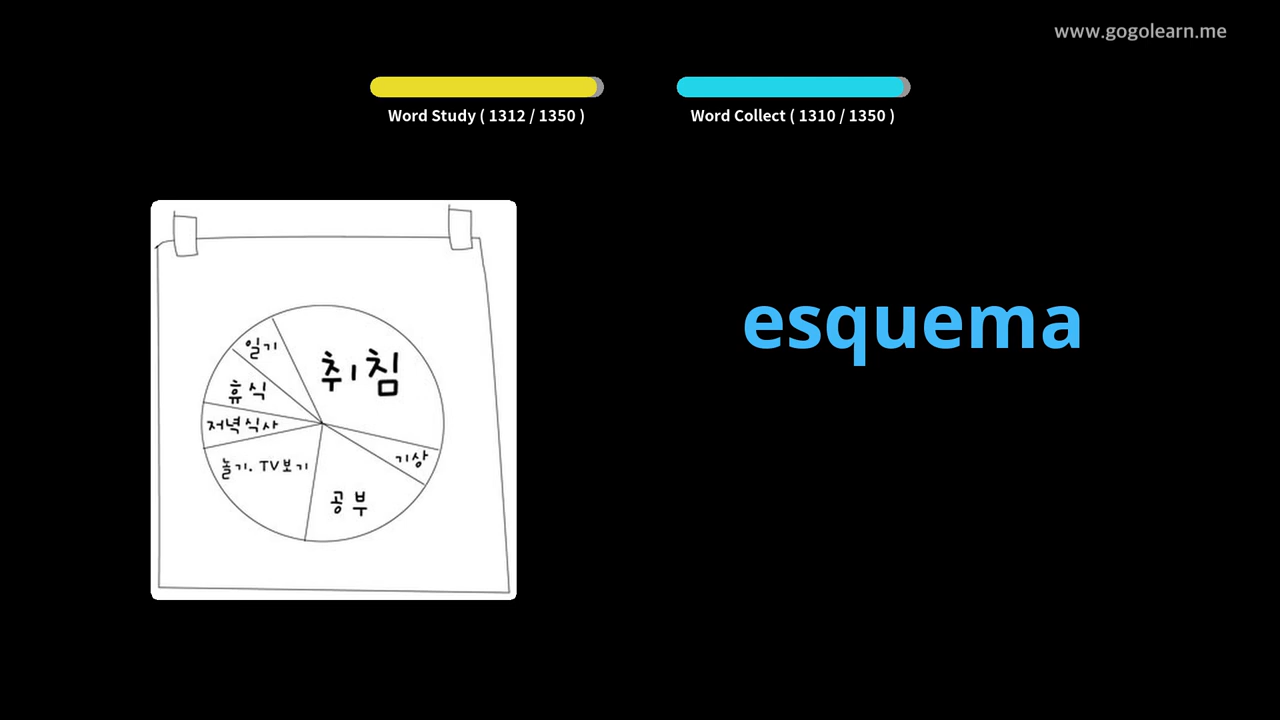 www.gogolearn.me
Word Study ( 1312 / 1350 )
Word Collect ( 1310 / 1350 )
일기
취침
휴식
저녁식사
놀기. TV보기
기상
공부
esquema